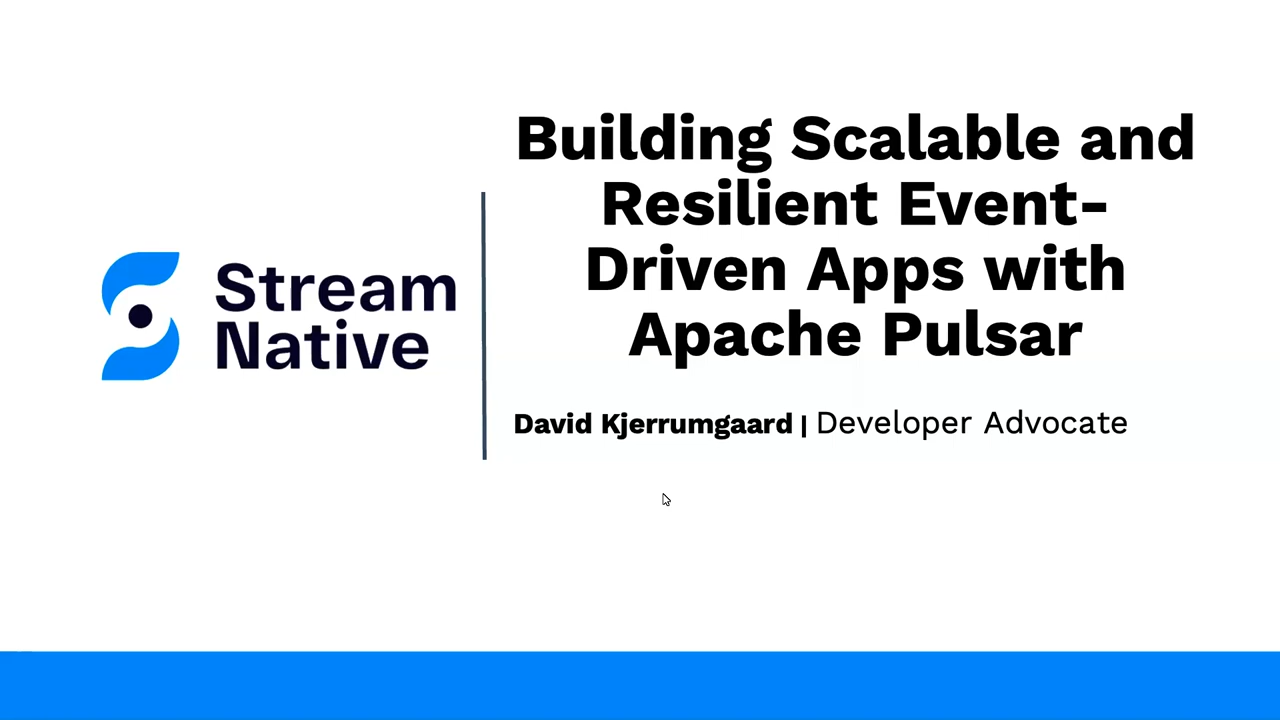 Stream
Native
Building Scalable and
Resilient Event-
Driven Apps with
Apache Pulsar
David Kjerrumgaard | Developer Advocate